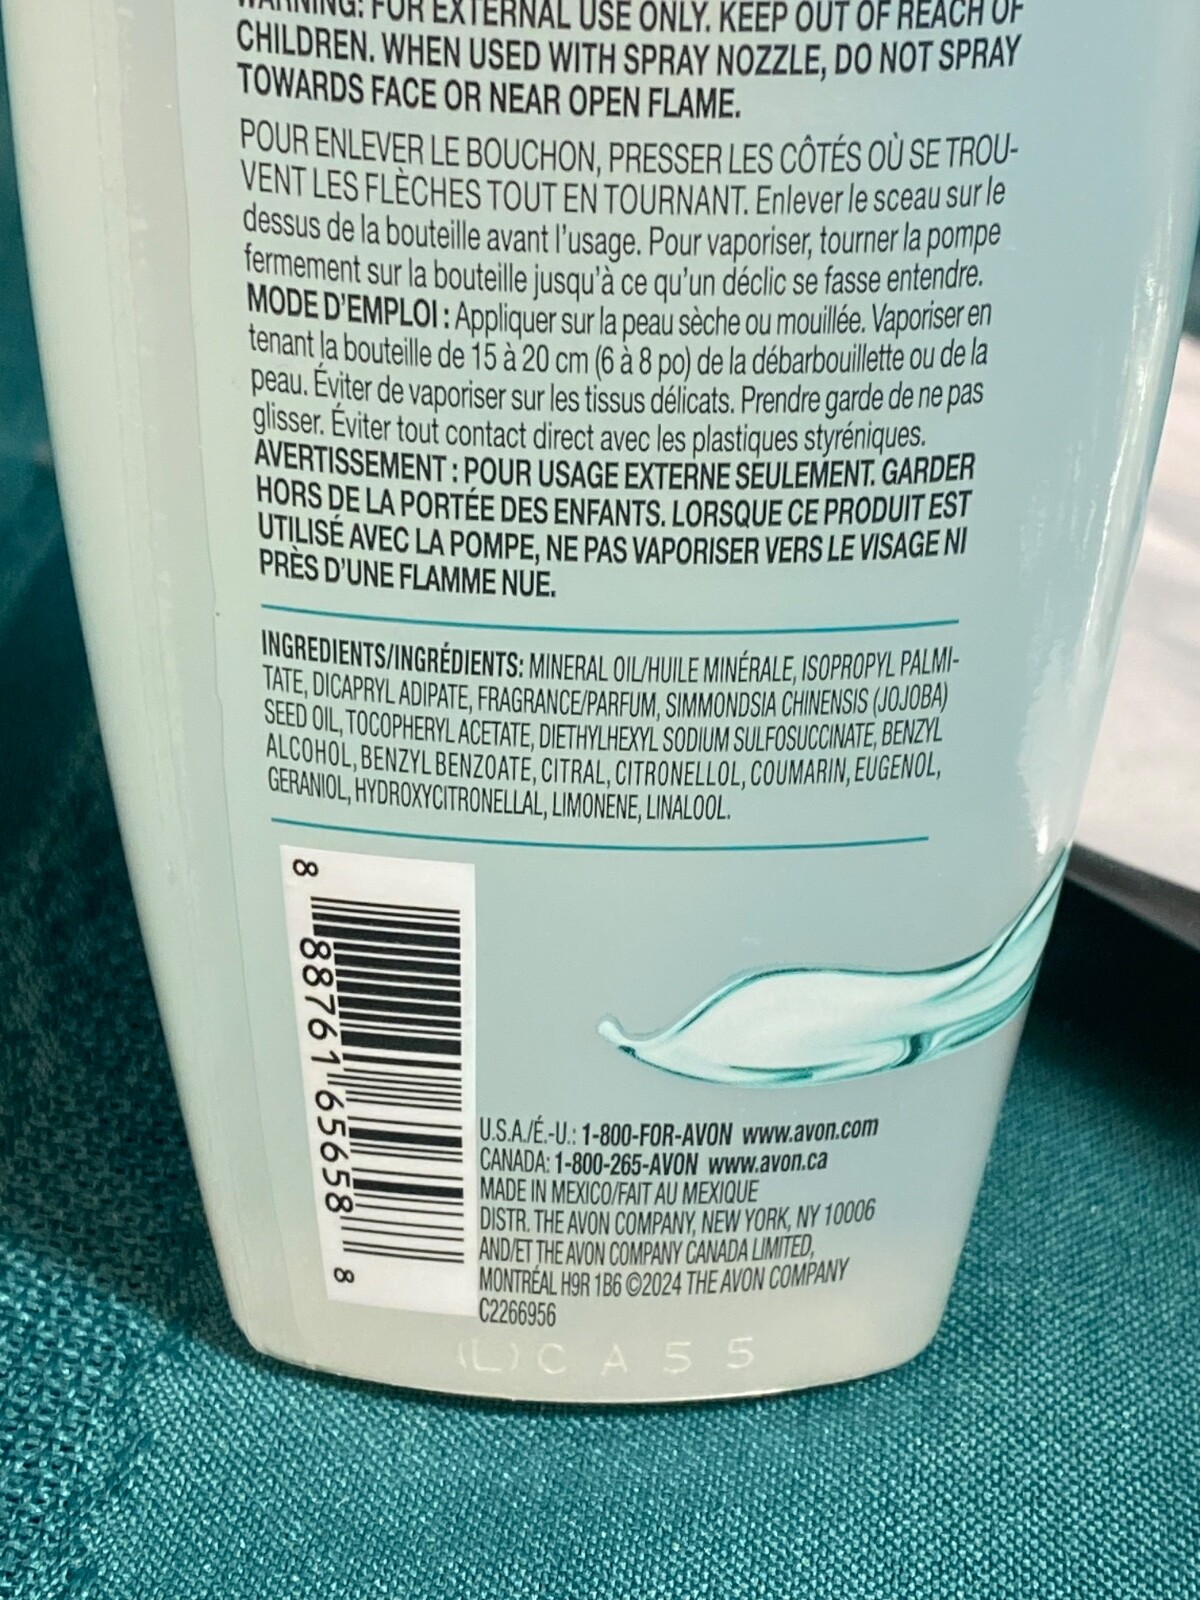 WARNING: FOR EXTERNAL USE ONLY. KEEP OUT OF REACH OF
CHILDREN. WHEN USED WITH SPRAY NOZZLE, DO NOT SPRAY
TOWARDS FACE OR NEAR OPEN FLAME.
POUR ENLEVER LE BOUCHON, PRESSER LES CÔTÉS OÙ SE TROU-
VENT LES FLÈCHES TOUT EN TOURNANT. Enlever le sceau sur le
dessus de la bouteille avant l'usage. Pour vaporiser, tourner la pompe
fermement sur la bouteille jusqu'à ce qu'un déclic se fasse entendre.
MODE D'EMPLOI : Appliquer sur la peau sèche ou mouillée. Vaporiser en
tenant la bouteille de 15 à 20 cm (6 à 8 po) de la débarbouillette ou de la
peau. Éviter de vaporiser sur les tissus délicats. Prendre garde de ne pas
glisser. Éviter tout contact direct avec les plastiques styréniques.
AVERTISSEMENT : POUR USAGE EXTERNE SEULEMENT. GARDER
HORS DE LA PORTÉE DES ENFANTS. LORSQUE CE PRODUIT EST
UTILISÉ AVEC LA POMPE, NE PAS VAPORISER VERS LE VISAGE NI
PRÈS D'UNE FLAMME NUE.
INGREDIENTS/INGRÉDIENTS: MINERAL OIL/HUILE MINÉRALE, ISOPROPYL PALMI-
TATE, DICAPRYL ADIPATE, FRAGRANCE/PARFUM, SIMMONDSIA CHINENSIS (JOJOBA)
SEED OIL, TOCOPHERYL ACETATE, DIETHYLHEXYL SODIUM SULFOSUCCINATE, BENZYL
ALCOHOL, BENZYL BENZOATE, CITRAL, CITRONELLOL, COUMARIN, EUGENOL,
GERANIOL, HYDROXYCITRONELLAL, LIMONENE, LINALOOL.
8 88761 65658 8
U.S.A./É.-U.: 1-800-FOR-AVON www.avon.com
CANADA: 1-800-265-AVON www.avon.ca
MADE IN MEXICO/FAIT AU MEXIQUE
DISTR. THE AVON COMPANY, NEW YORK, NY 10006
AND/ET THE AVON COMPANY CANADA LIMITED,
MONTRÉAL H9R 1B6 ©2024 THE AVON COMPANY
C2266956
(L) C A 5 5